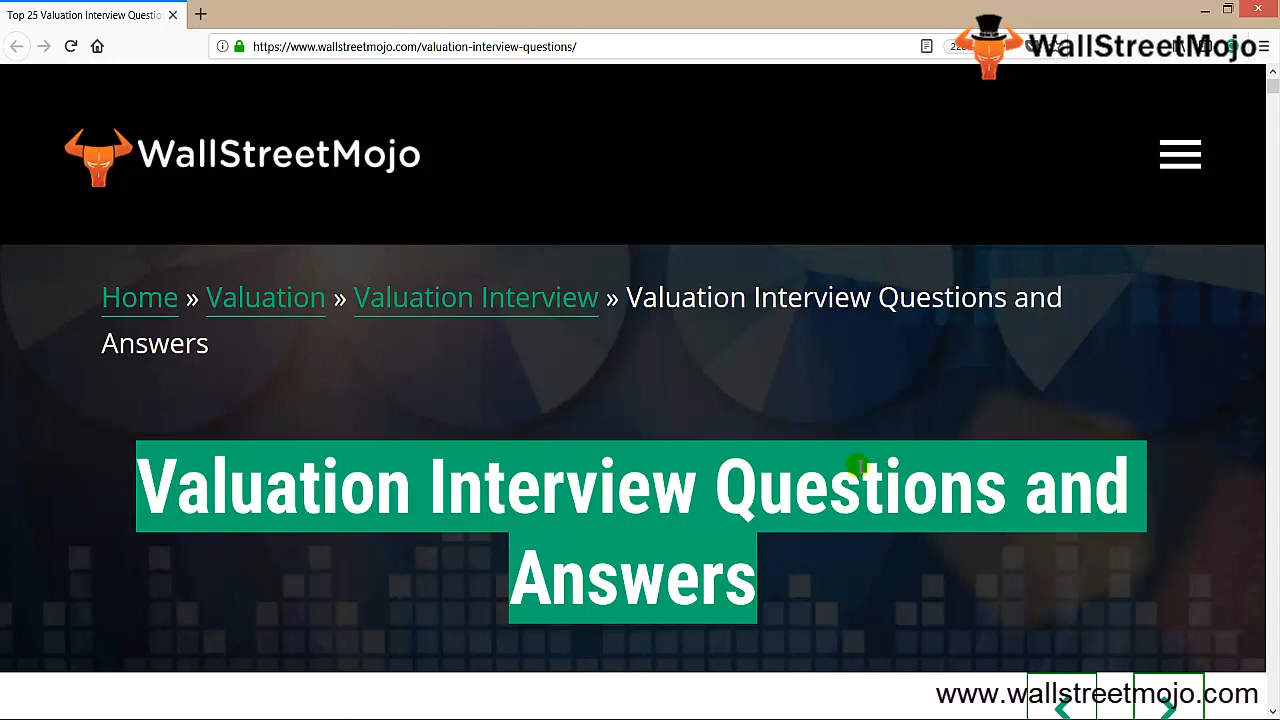 Top 25 Valuation Interview Questio
https://www.wallstreetmojo.com/valuation-interview-questions/
WallStreetMojo
WallStreetMojo
Home » Valuation » Valuation Interview » Valuation Interview Questions and
Answers
Valuation Interview Questions and
Answers
www.wallstreetmojo.com